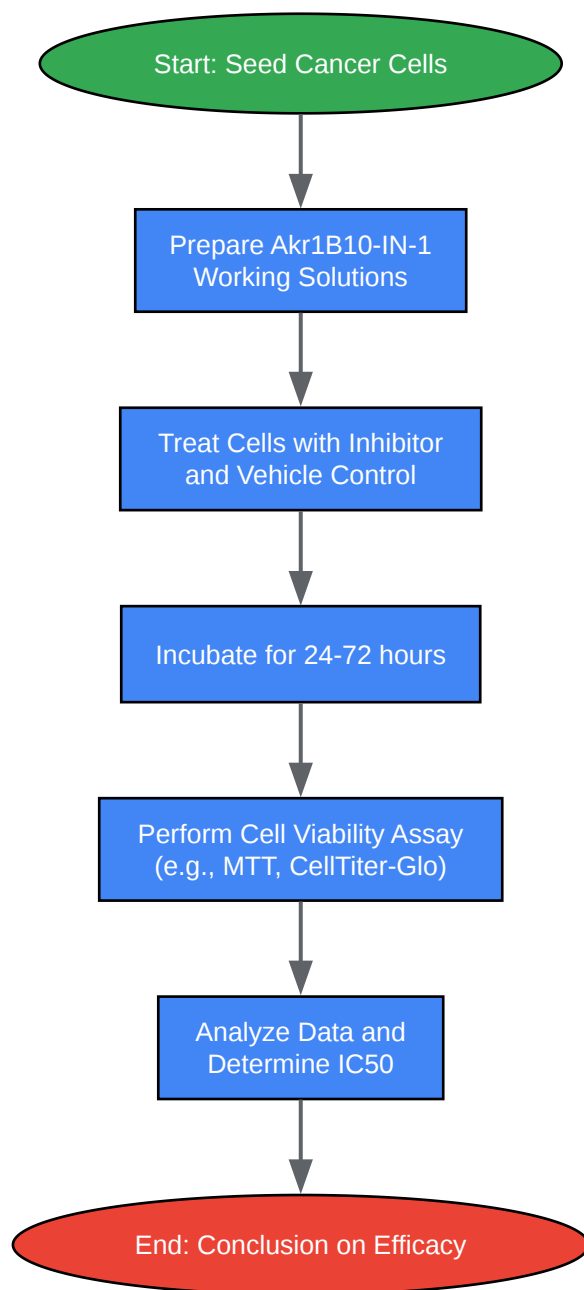 Start: Seed Cancer Cells
Prepare Akr1B10-IN-1
Working Solutions
Treat Cells with Inhibitor
and Vehicle Control
Incubate for 24-72 hours
Perform Cell Viability Assay
(e.g., MTT, CellTiter-Glo)
Analyze Data and
Determine IC50
End: Conclusion on Efficacy